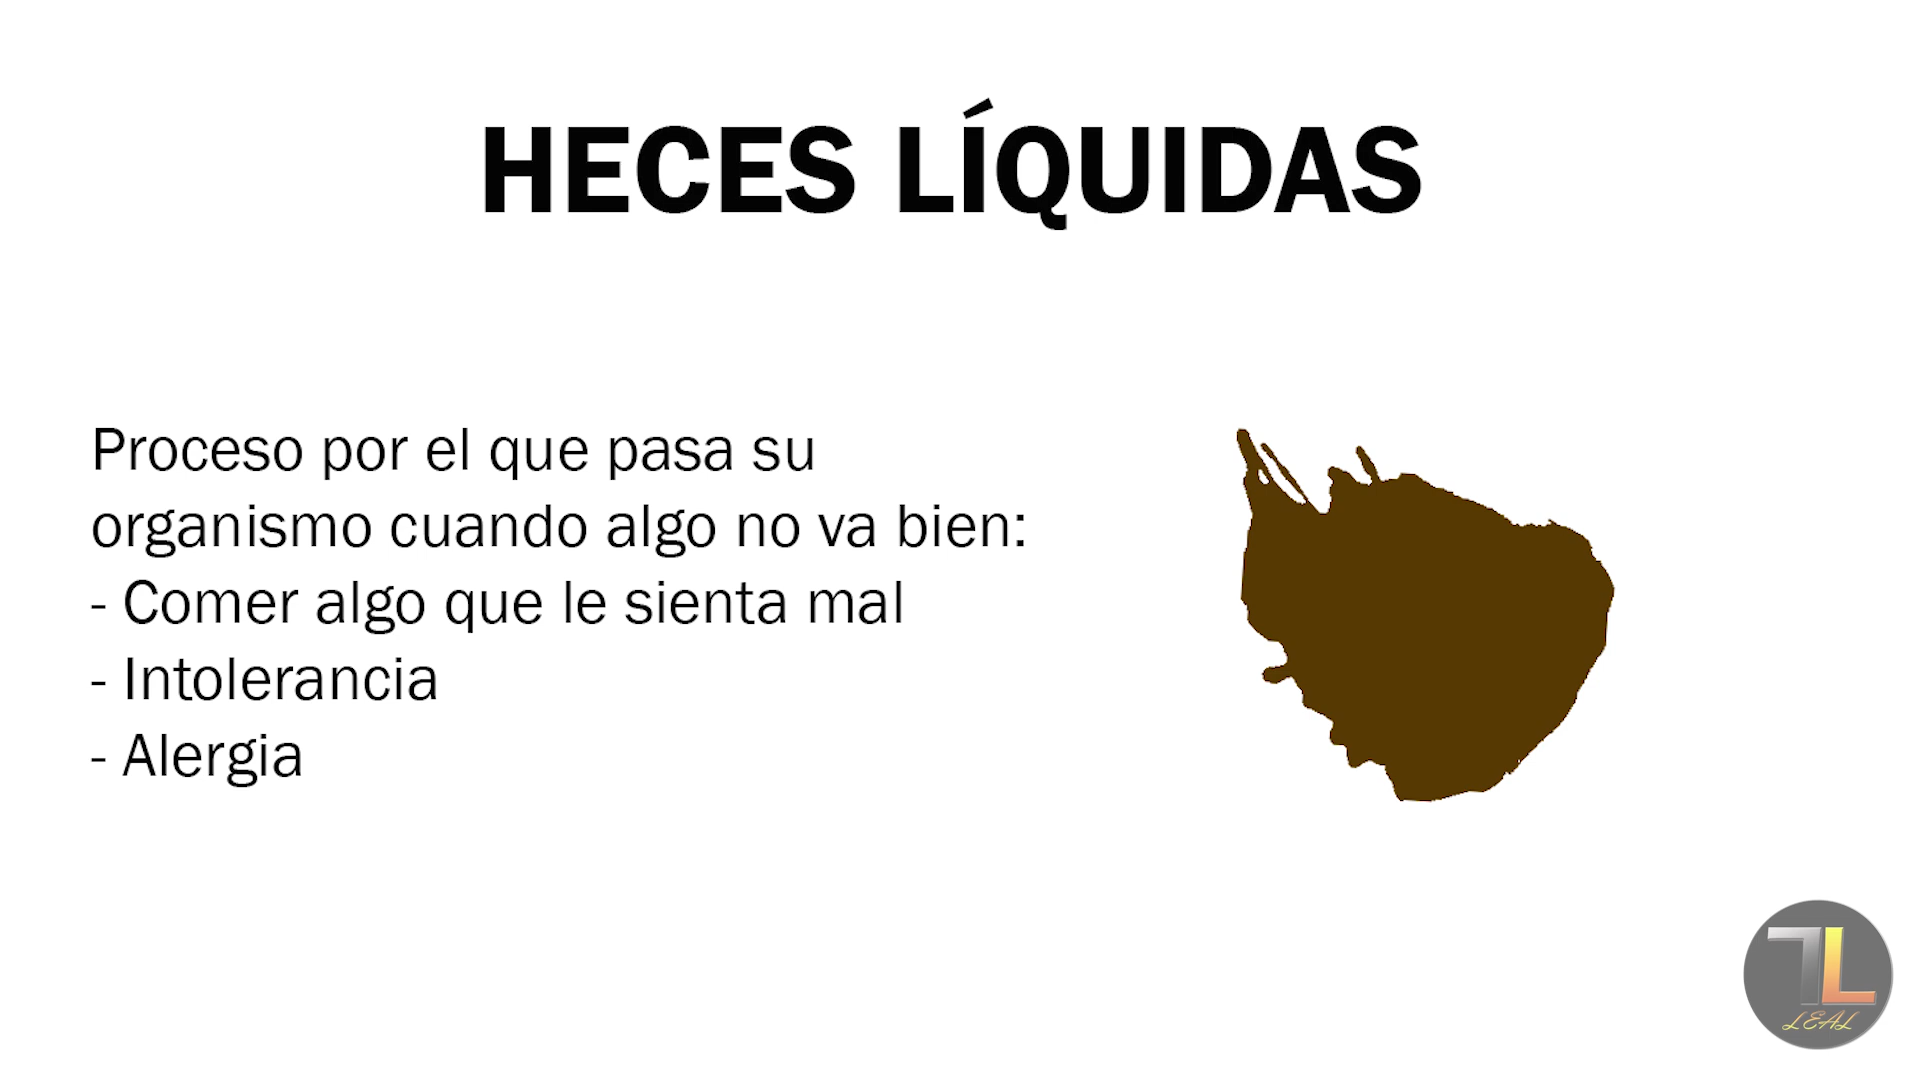 HECES LÍQUIDAS
Proceso por el que pasa su
organismo cuando algo no va bien:
- Comer algo que le sienta mal
- Intolerancia
- Alergia
TL
LEAL